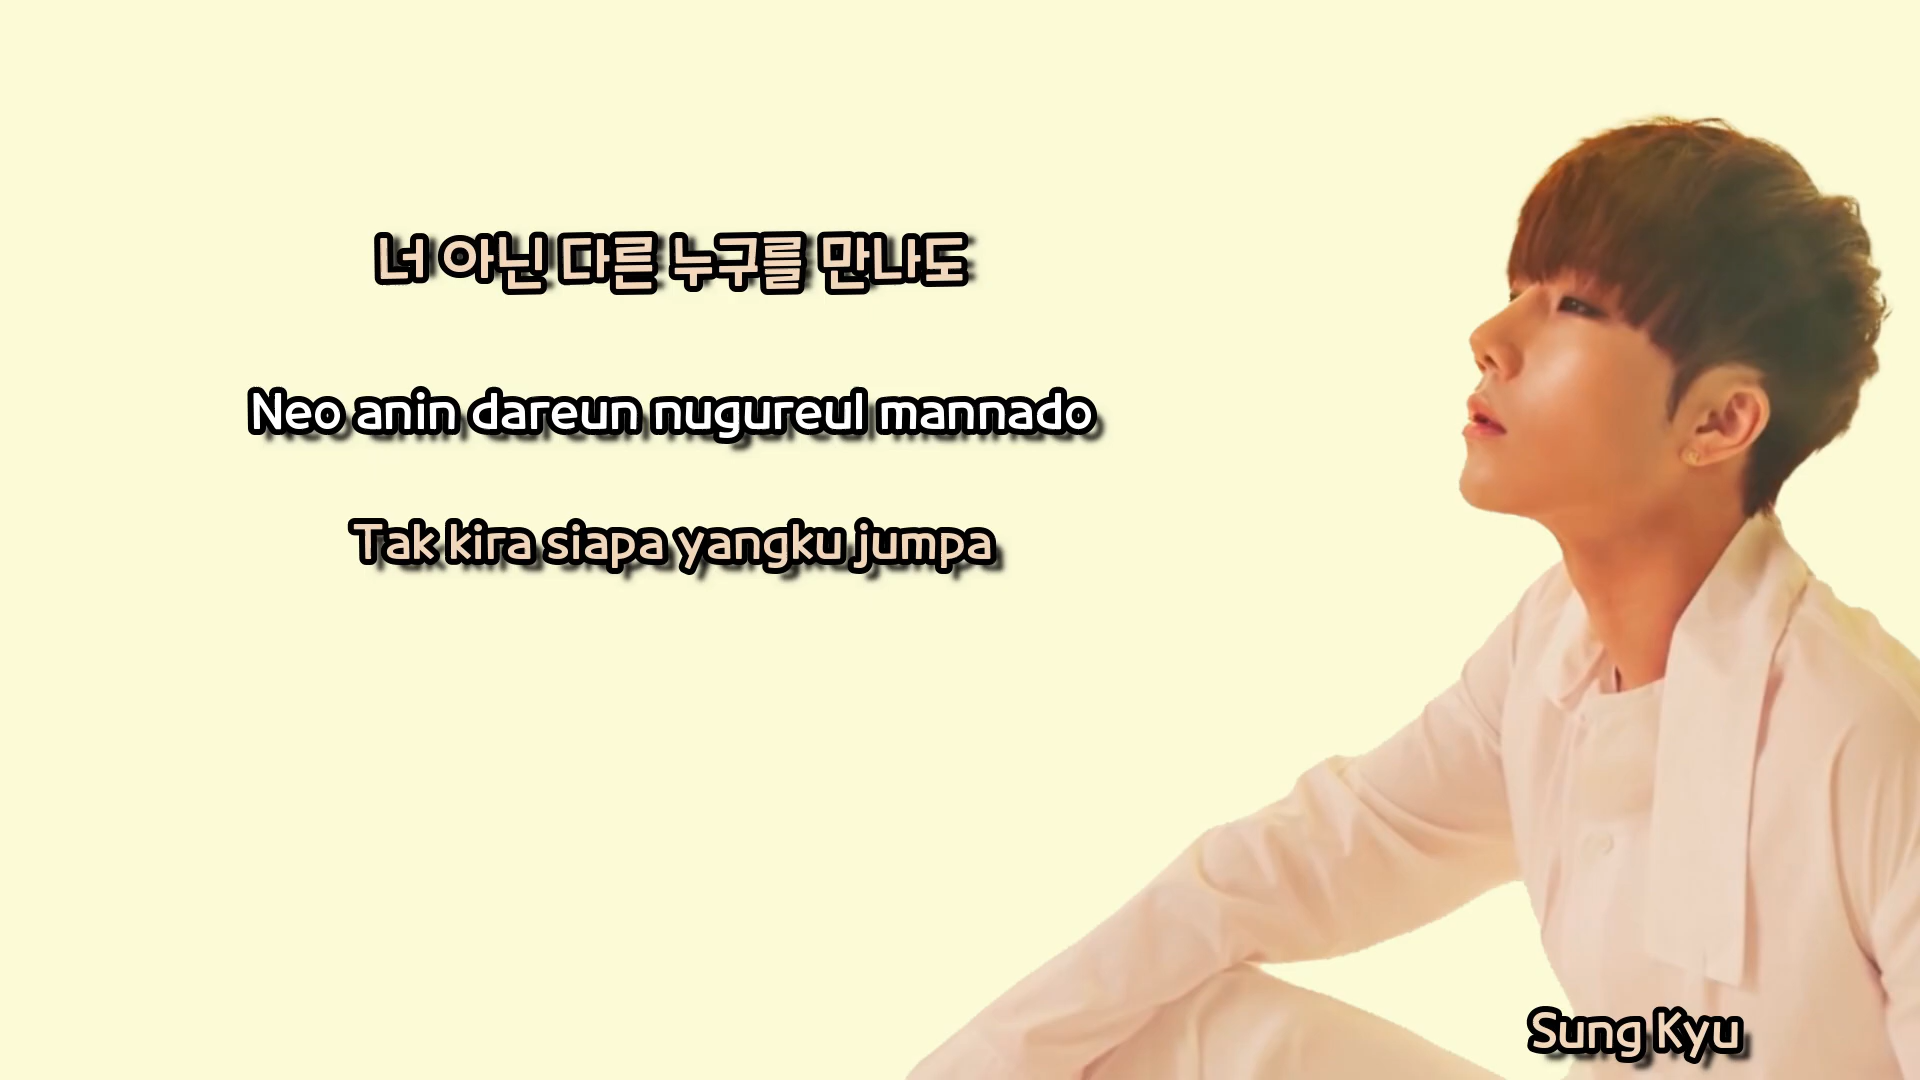 너 아닌 다른 누구를 만나도
Neo anin dareun nugureul mannado
Tak kira siapa yangku jumpa
Sung Kyu